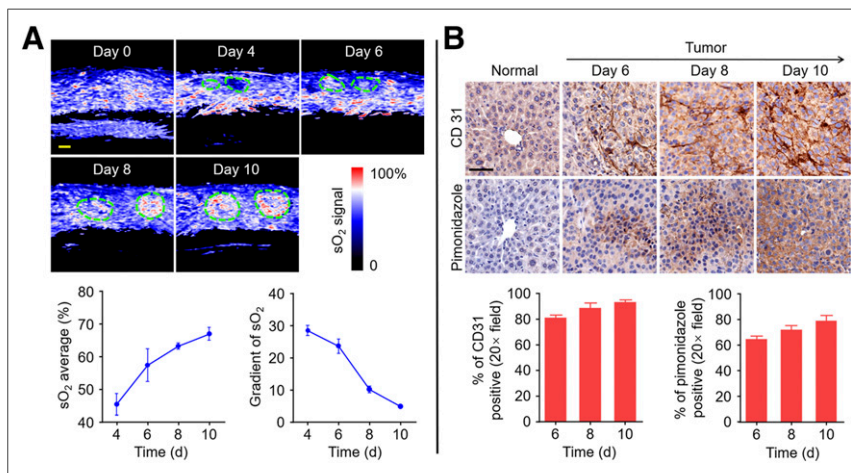 A
Day 0
Day 4
Day 6
Day 8
Day 10
100%
sO2 signal
0
sO2 average (%)
80
70
60
50
40
4 6 8 10
Time (d)
Gradient of sO2
40
30
20
10
0
4 6 8 10
Time (d)
B
Tumor
Normal
Day 6
Day 8
Day 10
CD 31
Pimonidazole
% of CD31
positive (20× field)
100
80
60
40
20
0
6 8 10
Time (d)
% of pimonidazole
positive (20× field)
100
80
60
40
20
0
6 8 10
Time (d)